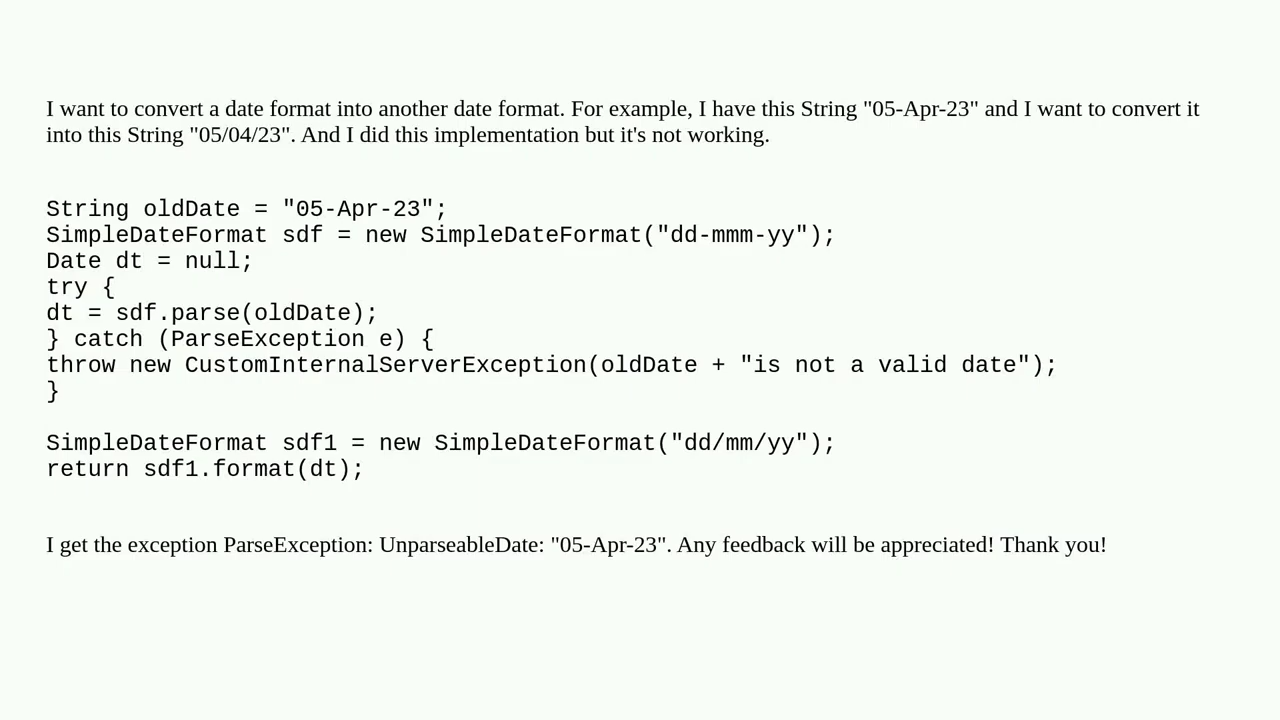 I want to convert a date format into another date format. For example, I have this String "05-Apr-23" and I want to convert it
into this String "05/04/23". And I did this implementation but it's not working.
String oldDate = "05-Apr-23";
SimpleDateFormat sdf = new SimpleDateFormat("dd-mmm-yy");
Date dt = null;
try {
dt = sdf.parse(oldDate);
} catch (ParseException e) {
throw new CustomInternalServerException(oldDate + "is not a valid date");
}
SimpleDateFormat sdf1 = new SimpleDateFormat("dd/mm/yy");
return sdf1.format(dt);
I get the exception ParseException: UnparseableDate: "05-Apr-23". Any feedback will be appreciated! Thank you!